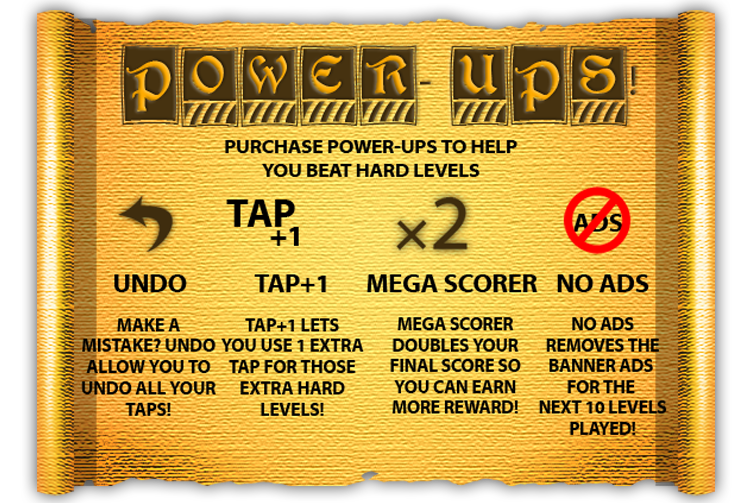 POWER-UPS!
PURCHASE POWER-UPS TO HELP
YOU BEAT HARD LEVELS
TAP
+1
×2
ADS
UNDO
TAP+1
MEGA SCORER
NO ADS
MAKE A
MISTAKE? UNDO
ALLOW YOU TO
UNDO ALL YOUR
TAPS!
TAP+1 LETS
YOU USE 1 EXTRA
TAP FOR THOSE
EXTRA HARD
LEVELS!
MEGA SCORER
DOUBLES YOUR
FINAL SCORE SO
YOU CAN EARN
MORE REWARD!
NO ADS
REMOVES THE
BANNER ADS
FOR THE
NEXT 10 LEVELS
PLAYED!